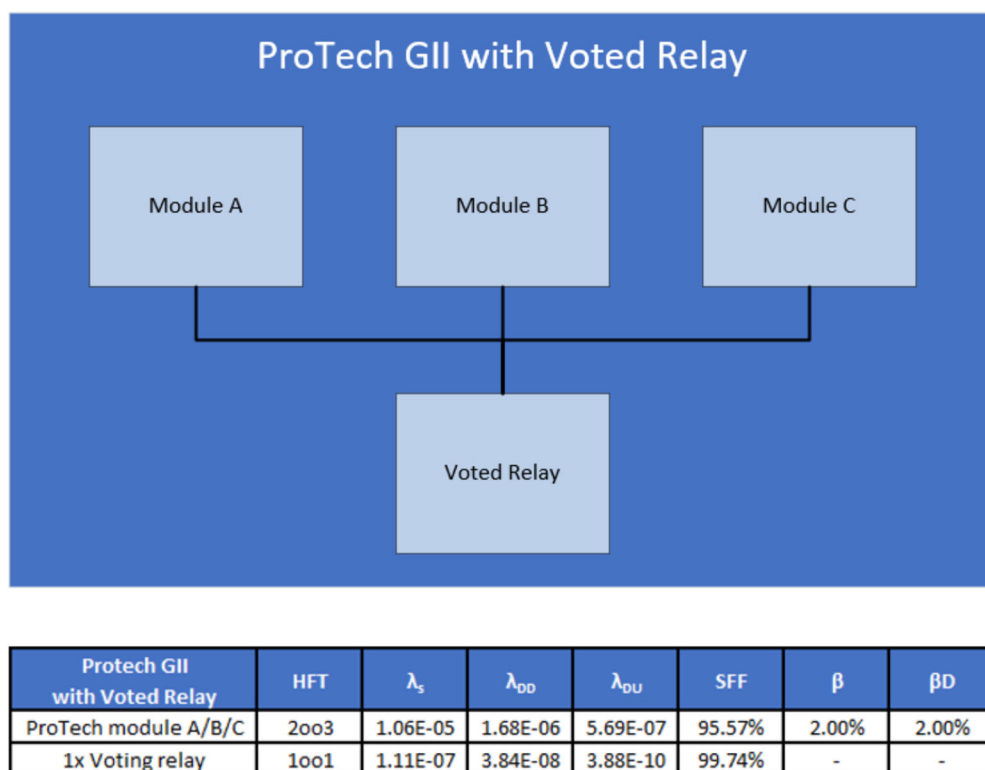 ProTech GII with Voted Relay
Module A
Module B
Module C
Voted Relay
Protech GII
with Voted Relay HFT λs λDD λDU SFF β βD
ProTech module A/B/C 2oo3 1.06E-05 1.68E-06 5.69E-07 95.57% 2.00% 2.00%
1x Voting relay 1oo1 1.11E-07 3.84E-08 3.88E-10 99.74% - -